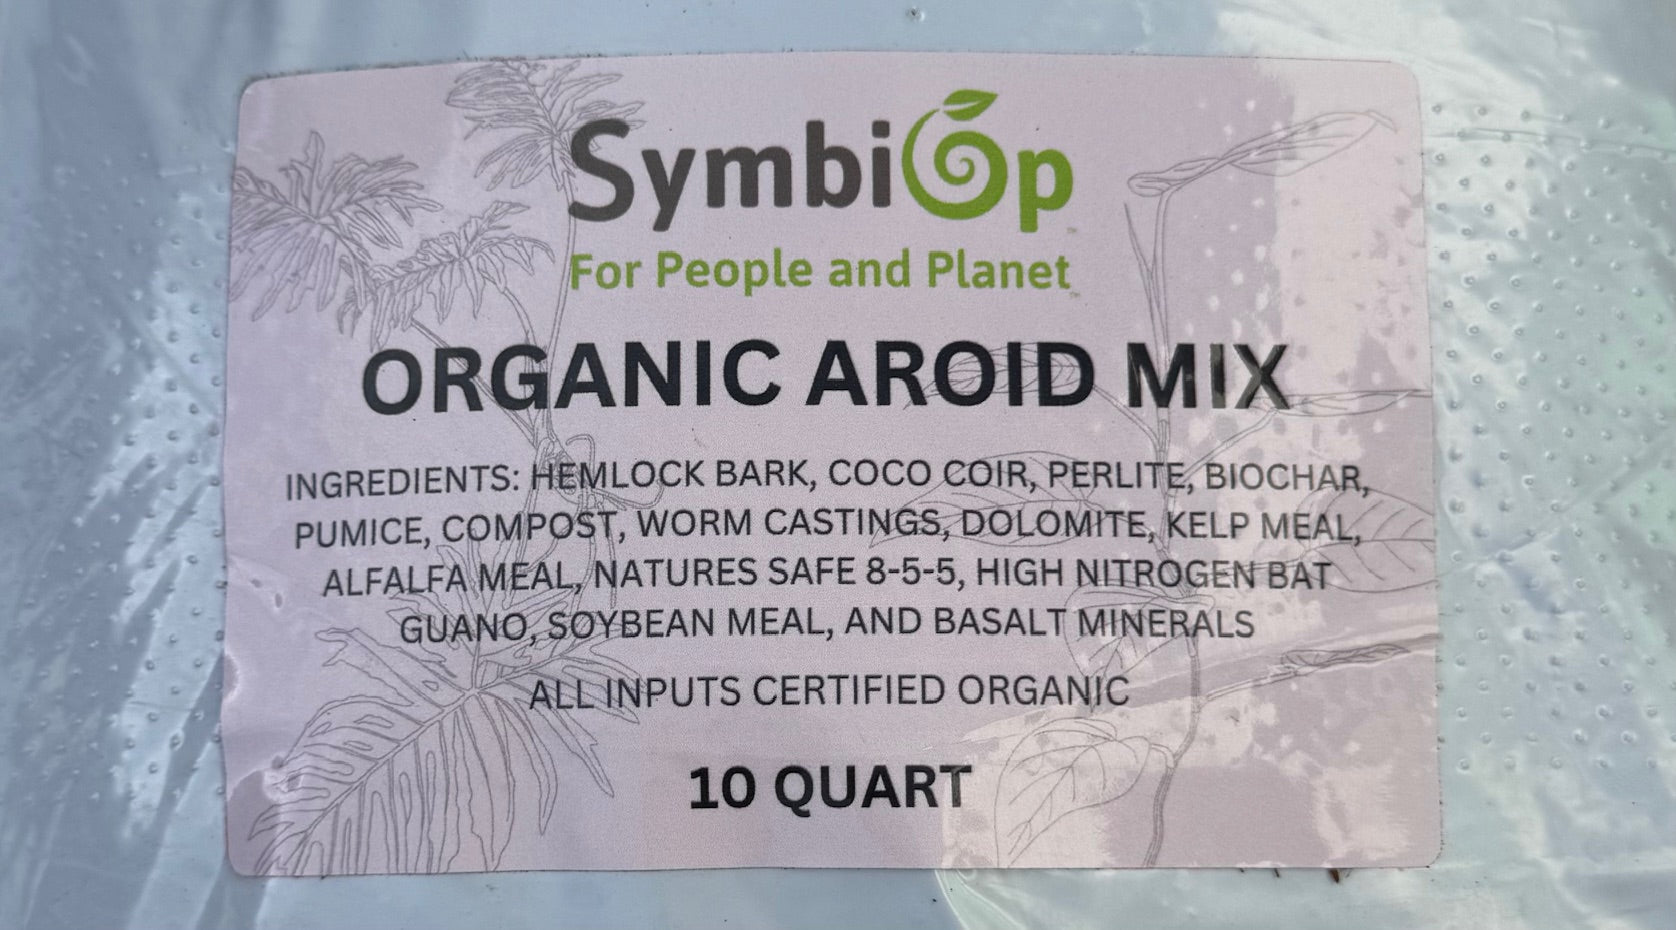 SymbiOp
For People and Planet
ORGANIC AROID MIX
INGREDIENTS: HEMLOCK BARK, COCO COIR, PERLITE, BIOCHAR,
PUMICE, COMPOST, WORM CASTINGS, DOLOMITE, KELP MEAL,
ALFALFA MEAL, NATURES SAFE 8-5-5, HIGH NITROGEN BAT
GUANO, SOYBEAN MEAL, AND BASALT MINERALS
ALL INPUTS CERTIFIED ORGANIC
10 QUART